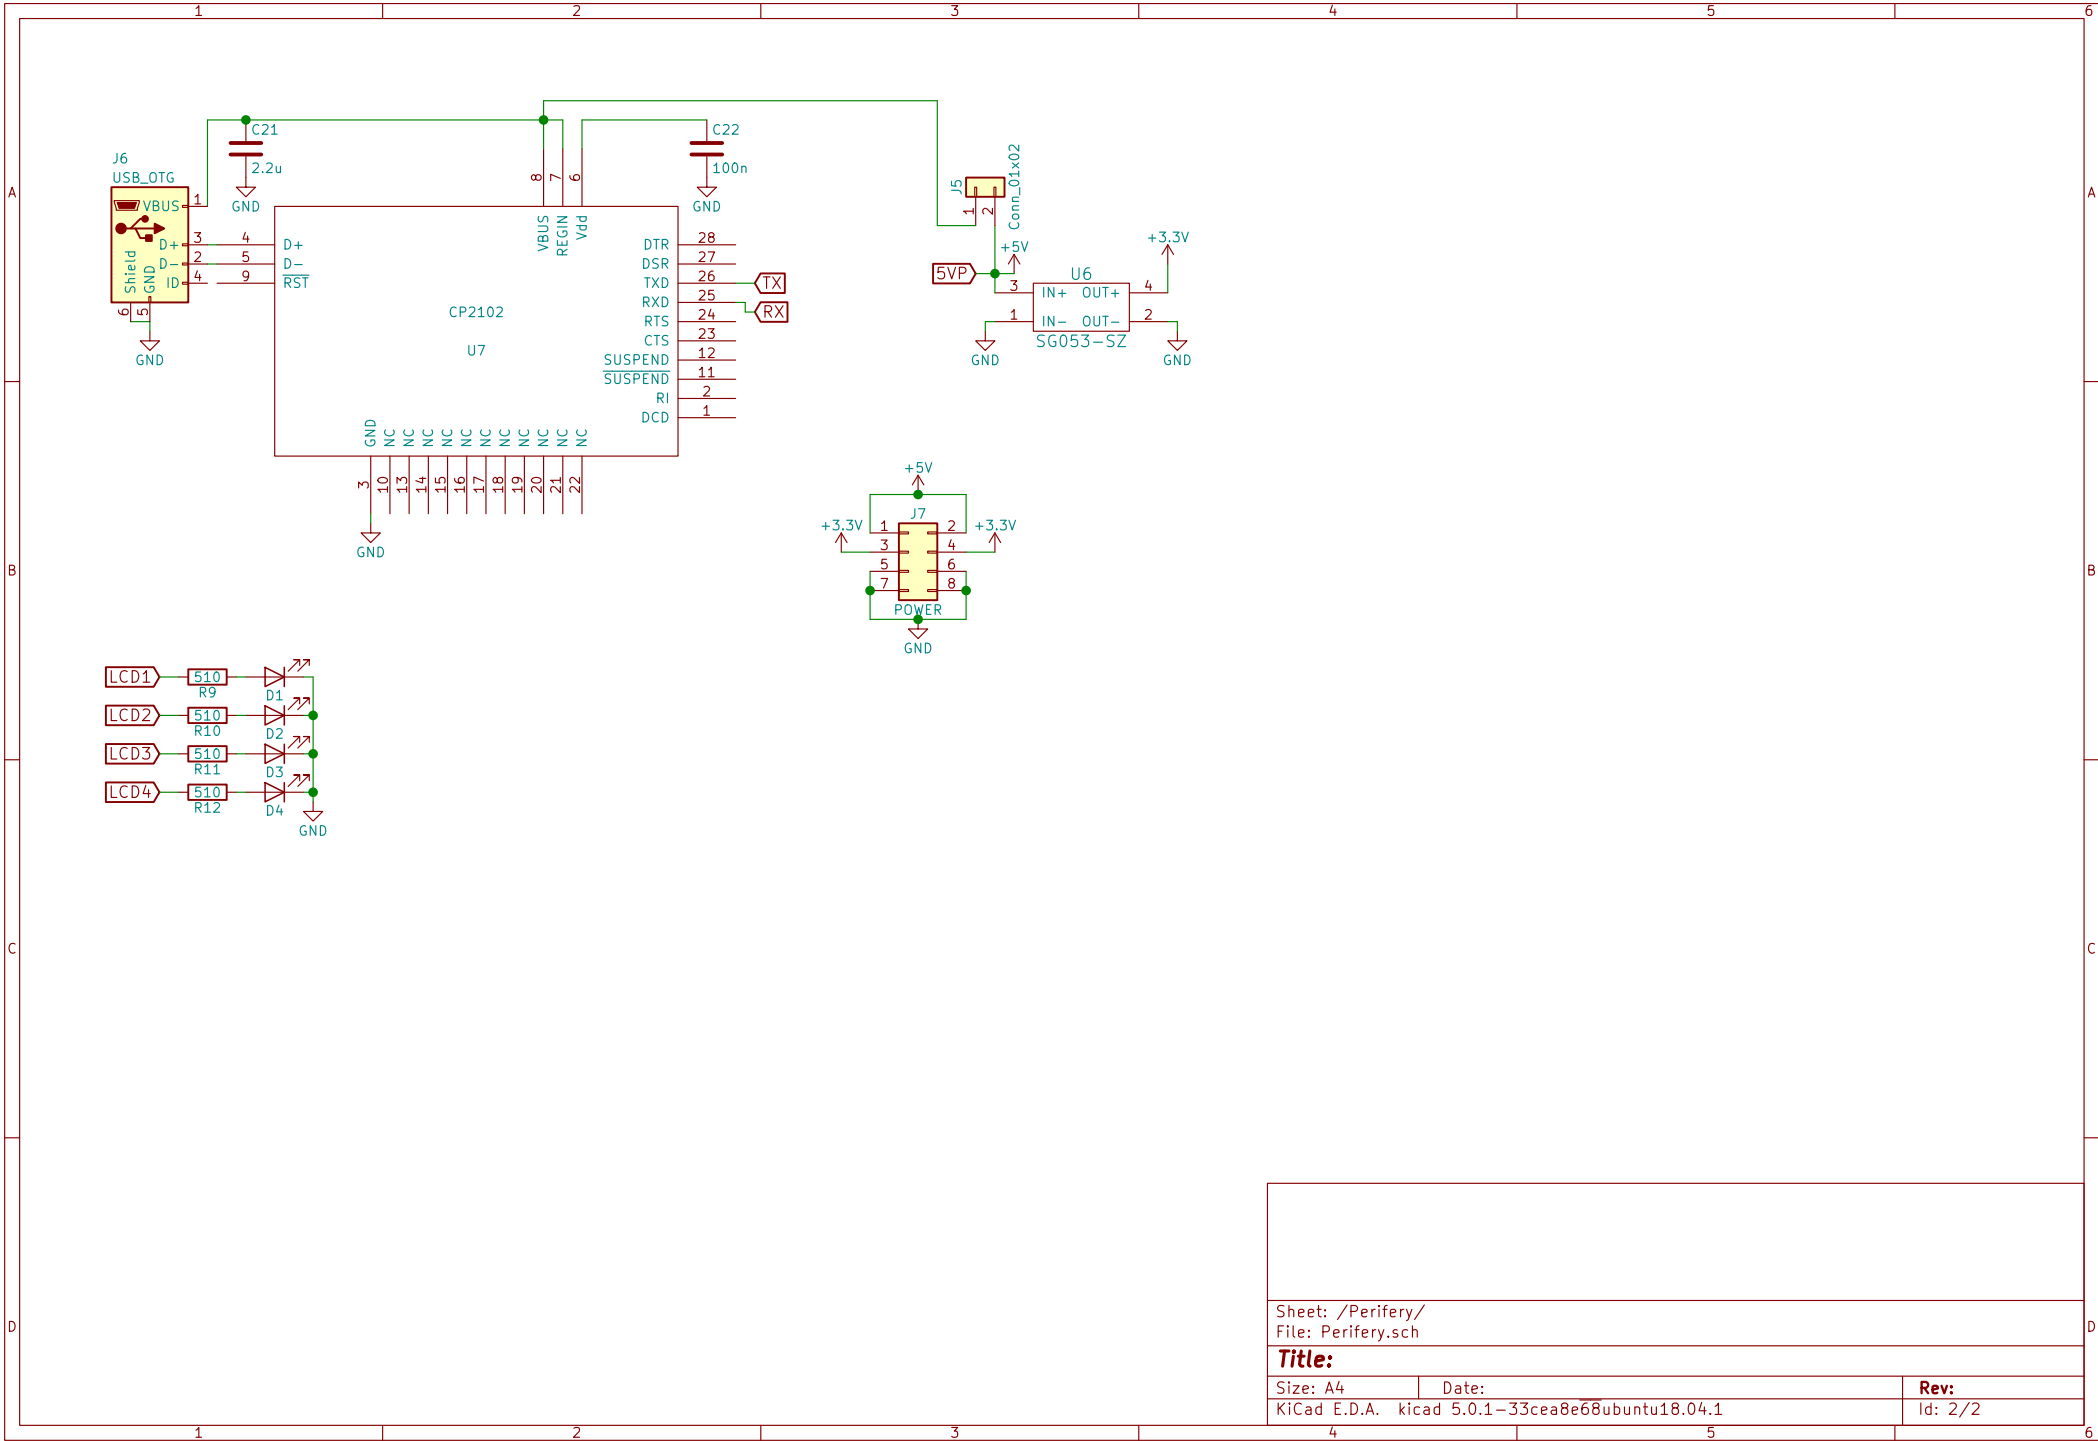 1 2 3 4 5 6
A
B
C
D
A
B
C
D
1 2 3 4 5 6
J6
USB_OTG
VBUS 1
D+ 3
D- 2
ID 4
Shield 6
GND 5
GND
C21
2.2u
GND
C22
100n
GND
8 7 6
VBUS
REGIN
Vdd
4 D+
5 D-
9 RST
CP2102
U7
DTR 28
DSR 27
TXD 26
RXD 25
RTS 24
CTS 23
SUSPEND 12
SUSPEND 11
RI 2
DCD 1
TX
RX
GND NC NC NC NC NC NC NC NC NC NC NC
3 10 13 14 15 16 17 18 19 20 21 22
GND
J5
Conn_01x02
1 2
+5V
5VP
+3.3V
U6
3 IN+ OUT+ 4
1 IN- OUT- 2
SG053-SZ
GND
GND
+5V
J7
+3.3V
+3.3V
1 2
3 4
5 6
7 8
POWER
GND
LCD1 510
R9 D1
LCD2 510
R10 D2
LCD3 510
R11 D3
LCD4 510
R12 D4
GND
Sheet: /Perifery/
File: Perifery.sch
Title:
Size: A4 Date: Rev:
KiCad E.D.A. kicad 5.0.1-33cea8e68ubuntu18.04.1 Id: 2/2